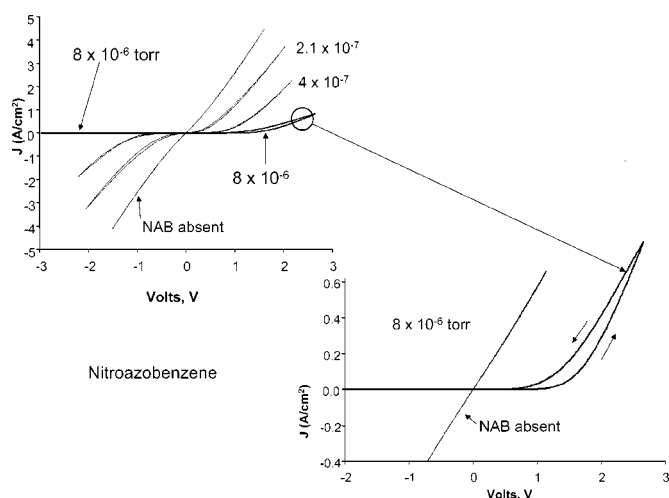 5
4
3
2
1
0
-1
-2
-3
-4
-5
J (A/cm²)
8 x 10⁻⁶ torr
2.1 x 10⁻⁷
4 x 10⁻⁷
8 x 10⁻⁶
NAB absent
-3 -2 -1 0 1 2 3
Volts, V
Nitroazobenzene
0.6
0.4
0.2
0.0
-0.2
-0.4
J (A/cm²)
8 x 10⁻⁶ torr
NAB absent
-2 -1 0 1 2 3
Volts. V